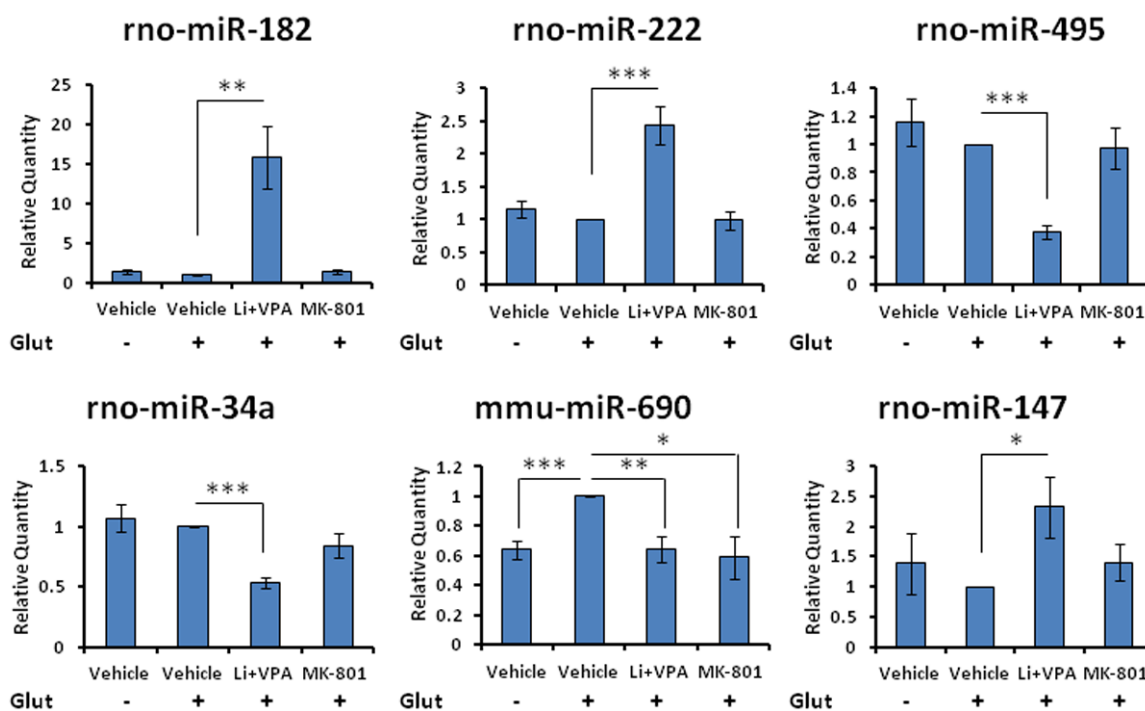 rno-miR-182
rno-miR-222
rno-miR-495
**
***
***
Relative Quantity
25
20
15
10
5
0
Relative Quantity
3
2.5
2
1.5
1
0.5
0
Relative Quantity
1.4
1.2
1
0.8
0.6
0.4
0.2
0
Vehicle Vehicle Li+VPA MK-801
Vehicle Vehicle Li+VPA MK-801
Vehicle Vehicle Li+VPA MK-801
Glut - + + +
Glut - + + +
Glut - + + +
rno-miR-34a
mmu-miR-690
rno-miR-147
***
*
*** **
*
Relative Quantity
1.5
1
0.5
0
Relative Quantity
1.2
1
0.8
0.6
0.4
0.2
0
Relative Quantity
3
2.5
2
1.5
1
0.5
0
Vehicle Vehicle Li+VPA MK-801
Vehicle Vehicle Li+VPA MK-801
Vehicle Vehicle Li+VPA MK-801
Glut - + + +
Glut - + + +
Glut - + + +